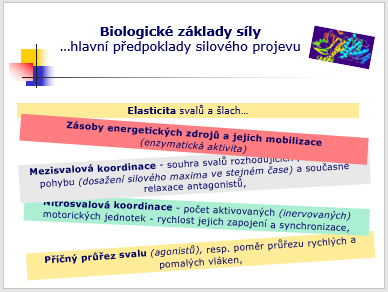 Biologické základy síly
...hlavní předpoklady silového projevu
Elasticita svalů a šlach...
Zásoby energetických zdrojů a jejich mobilizace
(enzymatická aktivita)
Mezisvalová koordinace - souhra svalů rozhodujících
pohybu (dosažení silového maxima ve stejném čase) a současné
relaxace antagonistů,
Nitrosvalová koordinace - počet aktivovaných (inervovaných)
motorických jednotek - rychlost jejich zapojení a synchronizace,
Příčný průřez svalu (agonistů), resp. poměr průřezu rychlých a
pomalých vláken,